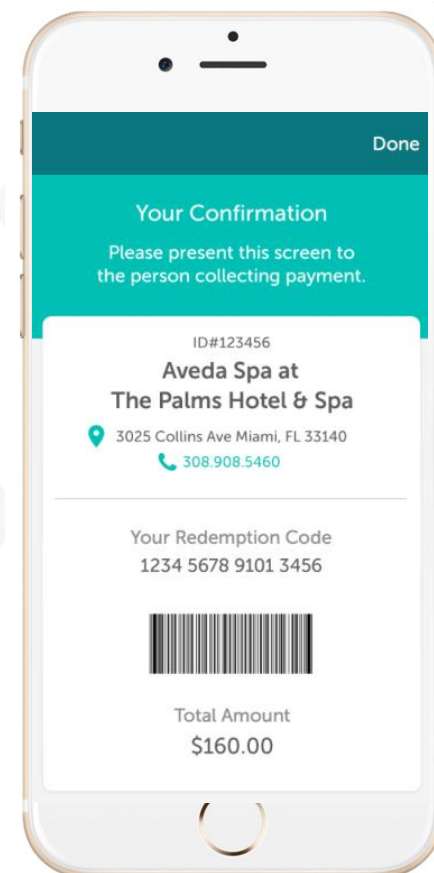 Done
Your Confirmation
Please present this screen to
the person collecting payment.
ID#123456
Aveda Spa at
The Palms Hotel & Spa
3025 Collins Ave Miami, FL 33140
308.908.5460
Your Redemption Code
1234 5678 9101 3456
Total Amount
$160.00